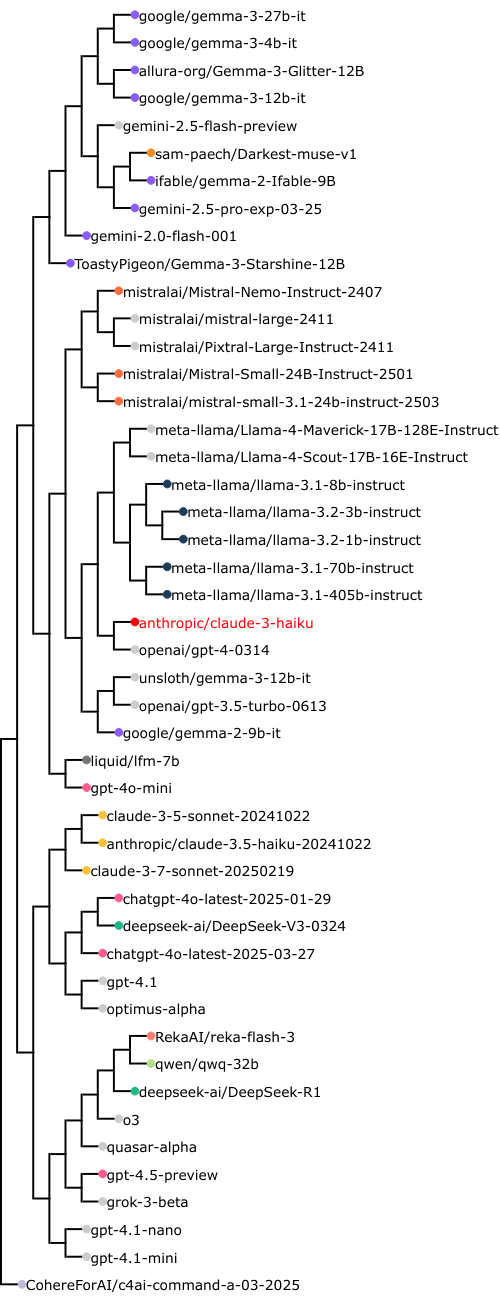 google/gemma-3-27b-it
google/gemma-3-4b-it
allura-org/Gemma-3-Glitter-12B
google/gemma-3-12b-it
gemini-2.5-flash-preview
sam-paech/Darkest-muse-v1
ifable/gemma-2-Ifable-9B
gemini-2.5-pro-exp-03-25
gemini-2.0-flash-001
ToastyPigeon/Gemma-3-Starshine-12B
mistralai/Mistral-Nemo-Instruct-2407
mistralai/mistral-large-2411
mistralai/Pixtral-Large-Instruct-2411
mistralai/Mistral-Small-24B-Instruct-2501
mistralai/mistral-small-3.1-24b-instruct-2503
meta-llama/Llama-4-Maverick-17B-128E-Instruct
meta-llama/Llama-4-Scout-17B-16E-Instruct
meta-llama/llama-3.1-8b-instruct
meta-llama/llama-3.2-3b-instruct
meta-llama/llama-3.2-1b-instruct
meta-llama/llama-3.1-70b-instruct
meta-llama/llama-3.1-405b-instruct
anthropic/claude-3-haiku
openai/gpt-4-0314
unsloth/gemma-3-12b-it
openai/gpt-3.5-turbo-0613
google/gemma-2-9b-it
liquid/lfm-7b
gpt-4o-mini
claude-3-5-sonnet-20241022
anthropic/claude-3.5-haiku-20241022
claude-3-7-sonnet-20250219
chatgpt-4o-latest-2025-01-29
deepseek-ai/DeepSeek-V3-0324
chatgpt-4o-latest-2025-03-27
gpt-4.1
optimus-alpha
RekaAI/reka-flash-3
qwen/qwq-32b
deepseek-ai/DeepSeek-R1
o3
quasar-alpha
gpt-4.5-preview
grok-3-beta
gpt-4.1-nano
gpt-4.1-mini
CohereForAI/c4ai-command-a-03-2025